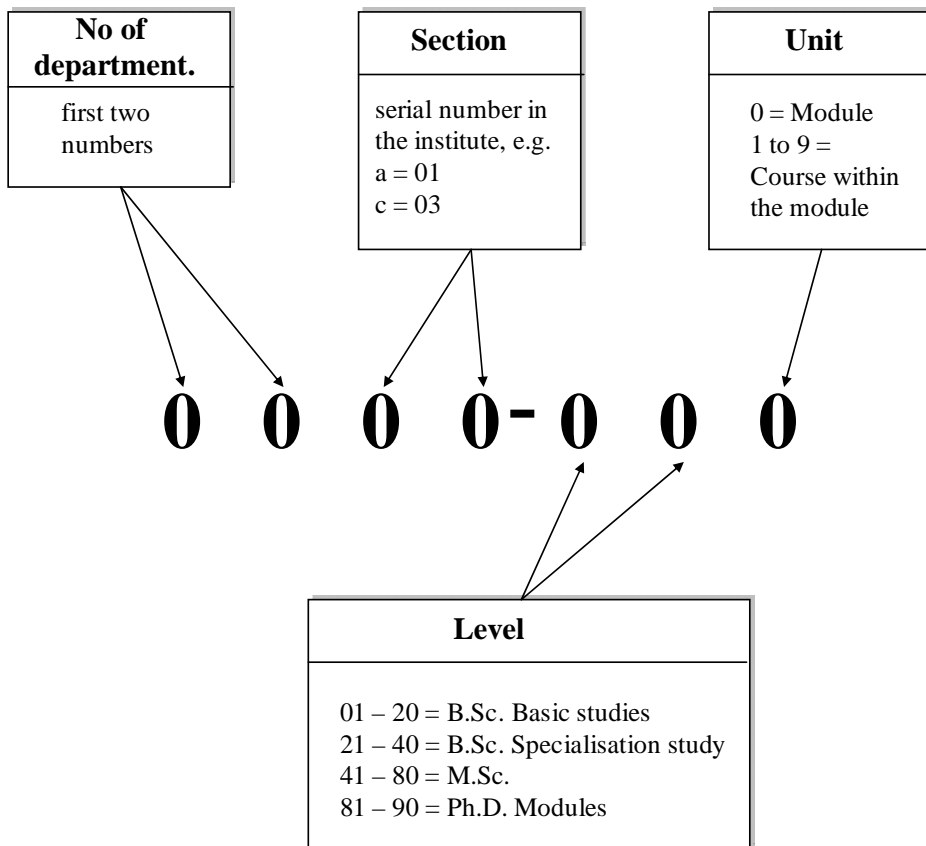 No of
department.
first two
numbers
Section
serial number in
the institute, e.g.
a = 01
c = 03
Unit
0 = Module
1 to 9 =
Course within
the module
0 0 0 0 - 0 0 0
Level
01 – 20 = B.Sc. Basic studies
21 – 40 = B.Sc. Specialisation study
41 – 80 = M.Sc.
81 – 90 = Ph.D. Modules